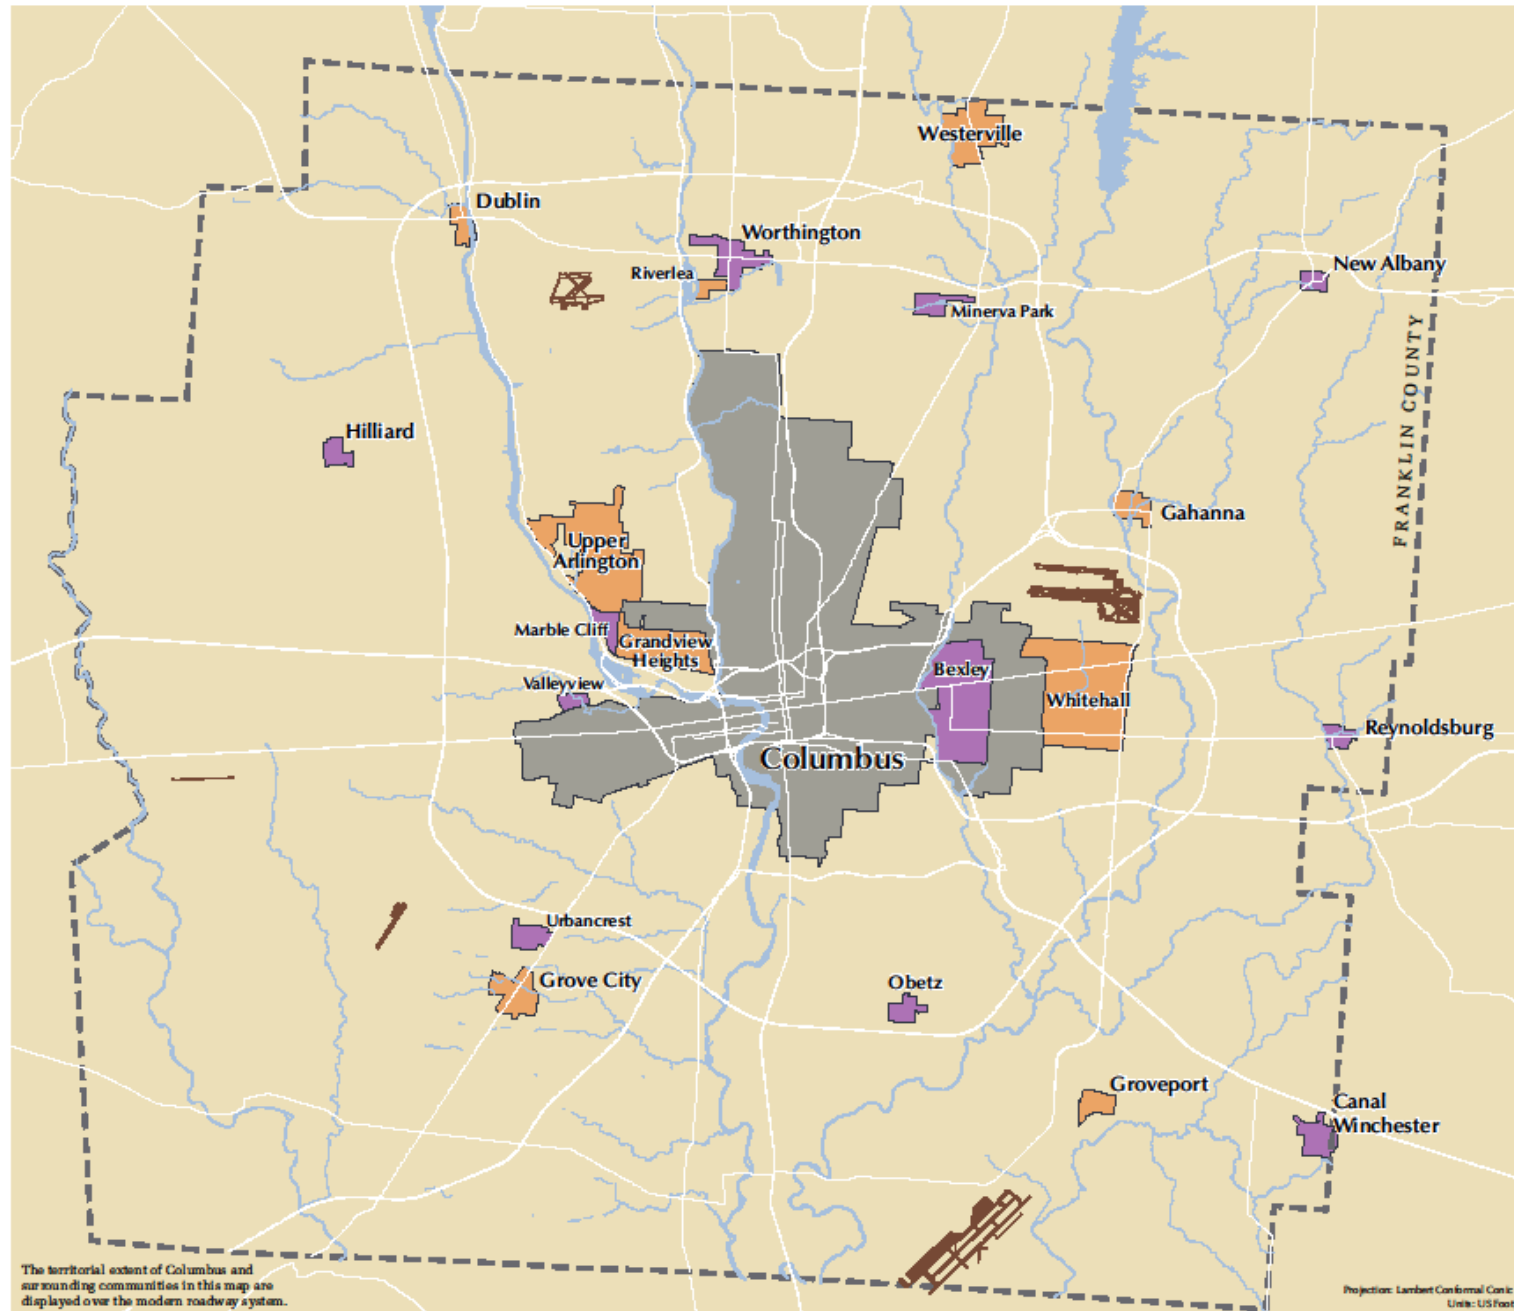 Westerville
Dublin
Worthington
Riverlea
New Albany
Minerva Park
FRANKLIN COUNTY
Hilliard
Gahanna
Upper
Arlington
Marble Cliff
Grandview
Heights
Bexley
Valleyview
Whitehall
Reynoldsburg
Columbus
Urbancrest
Grove City
Obetz
Groveport
Canal
Winchester
The territorial extent of Columbus and
surrounding communities in this map are
displayed over the modern roadway system.
Projection: Lambert Conformal Conic
Units: US Foot